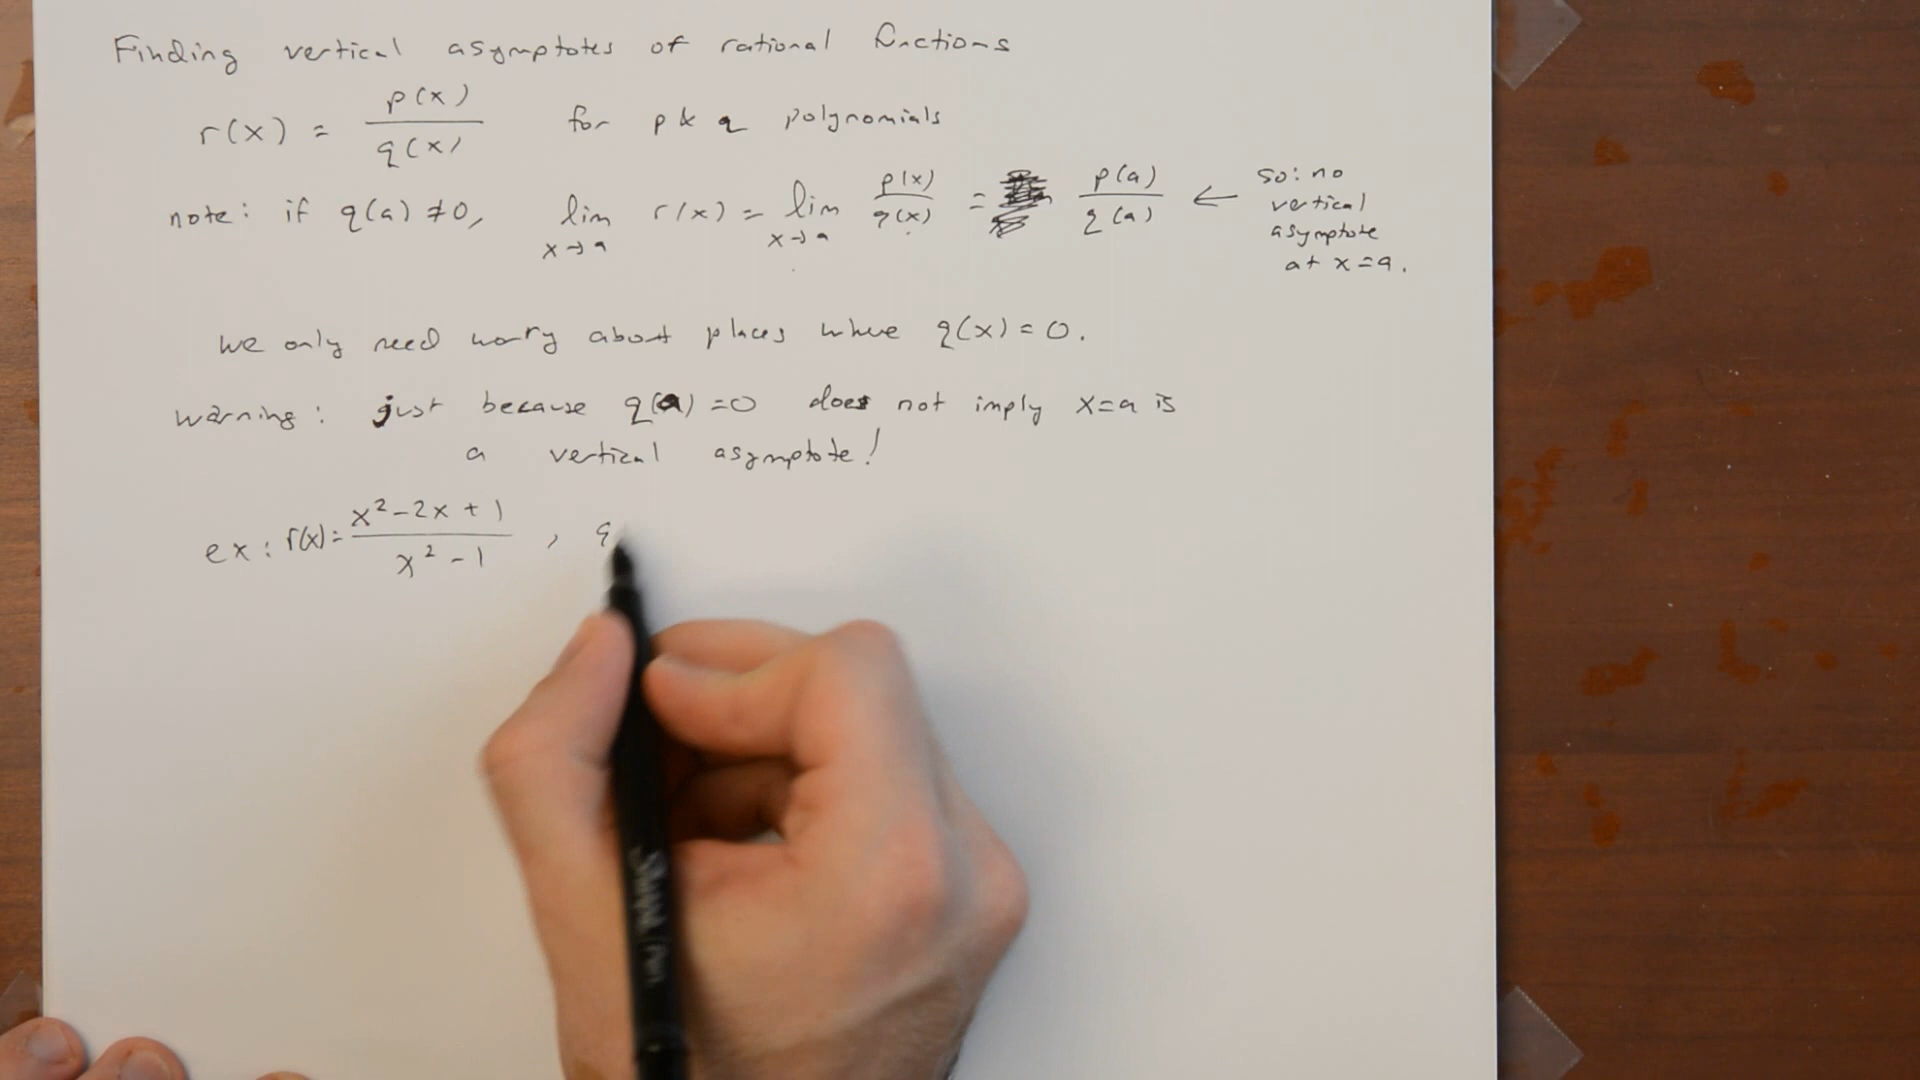 Finding vertical asymptotes of rational functions
r(x) = p(x)/q(x) for p & q polynomials
note: if q(a) ≠ 0, lim x→a r(x) = lim x→a p(x)/q(x) = p(a)/q(a) ← so: no
vertical
asymptote
at x=a.
we only need worry about places where q(x) = 0.
warning: just because q(a) = 0 does not imply x=a is
a vertical asymptote!
ex: r(x) = x²-2x+1/x²-1 , q